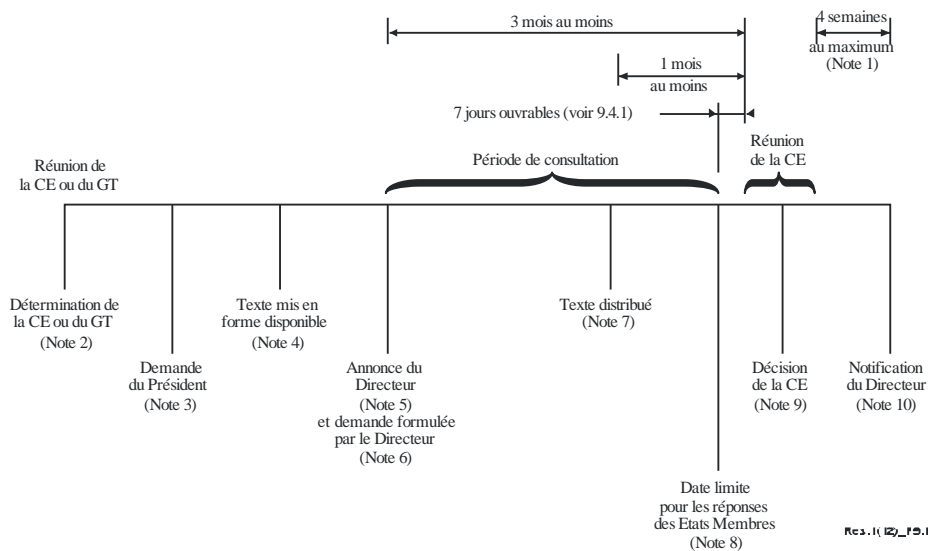 3 mois au moins
4 semaines
au maximum
(Note 1)
1 mois
au moins
7 jours ouvrables (voir 9.4.1)
Réunion de
la CE ou du GT
Période de consultation
Réunion
de la CE
Détermination de
la CE ou du GT
(Note 2)
Demande
du Président
(Note 3)
Texte mis en
forme disponible
(Note 4)
Annonce du
Directeur
(Note 5)
et demande formulée
par le Directeur
(Note 6)
Texte distribué
(Note 7)
Date limite
pour les réponses
des Etats Membres
(Note 8)
Décision
de la CE
(Note 9)
Notification
du Directeur
(Note 10)